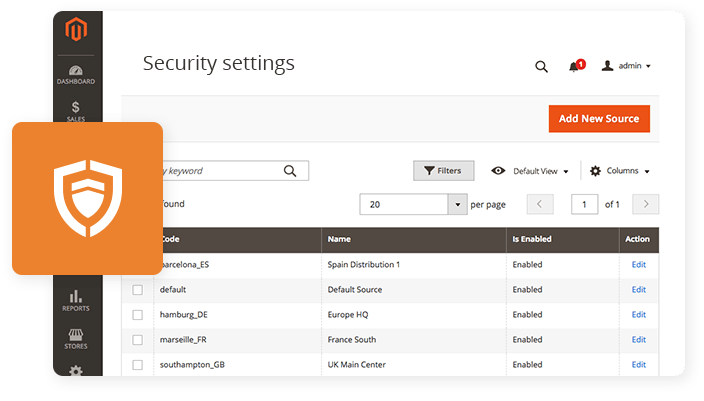 Security settings
1
admin
DASHBOARD
$
SALES
Add New Source
y keyword
Filters
Default View
Columns
found
20
per page
1
of 1
Code
Name
Is Enabled
Action
barcelona_ES
Spain Distribution 1
Enabled
Edit
default
Default Source
Enabled
Edit
hamburg_DE
Europe HQ
Enabled
Edit
marseille_FR
France South
Enabled
Edit
southampton_GB
UK Main Center
Enabled
Edit
REPORTS
STORES